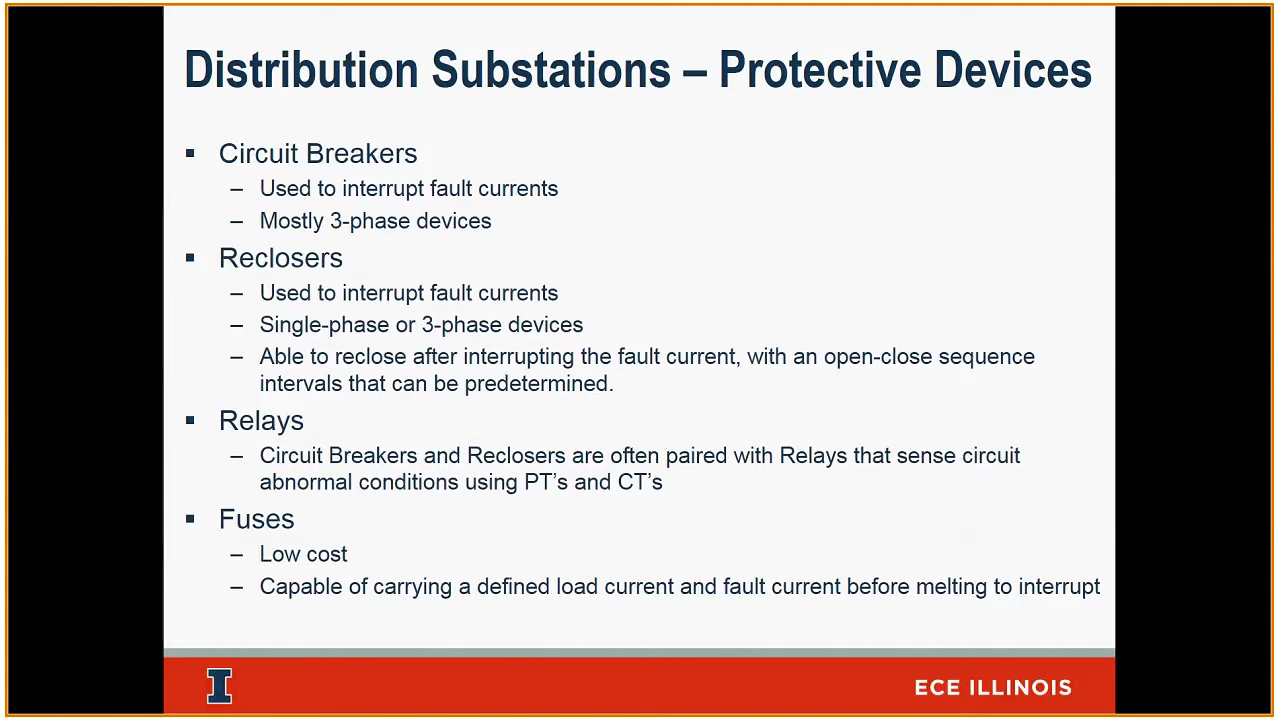 Distribution Substations – Protective Devices
▪ Circuit Breakers
– Used to interrupt fault currents
– Mostly 3-phase devices
▪ Reclosers
– Used to interrupt fault currents
– Single-phase or 3-phase devices
– Able to reclose after interrupting the fault current, with an open-close sequence
intervals that can be predetermined.
▪ Relays
– Circuit Breakers and Reclosers are often paired with Relays that sense circuit
abnormal conditions using PT’s and CT’s
▪ Fuses
– Low cost
– Capable of carrying a defined load current and fault current before melting to interrupt
I
ECE ILLINOIS